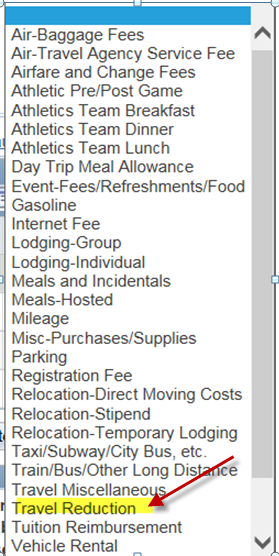 Air-Baggage Fees
Air-Travel Agency Service Fee
Airfare and Change Fees
Athletic Pre/Post Game
Athletics Team Breakfast
Athletics Team Dinner
Athletics Team Lunch
Day Trip Meal Allowance
Event-Fees/Refreshments/Food
Gasoline
Internet Fee
Lodging-Group
Lodging-Individual
Meals and Incidentals
Meals-Hosted
Mileage
Misc-Purchases/Supplies
Parking
Registration Fee
Relocation-Direct Moving Costs
Relocation-Stipend
Relocation-Temporary Lodging
Taxi/Subway/City Bus, etc.
Train/Bus/Other Long Distance
Travel Miscellaneous
Travel Reduction
Tuition Reimbursement
Vehicle Rental